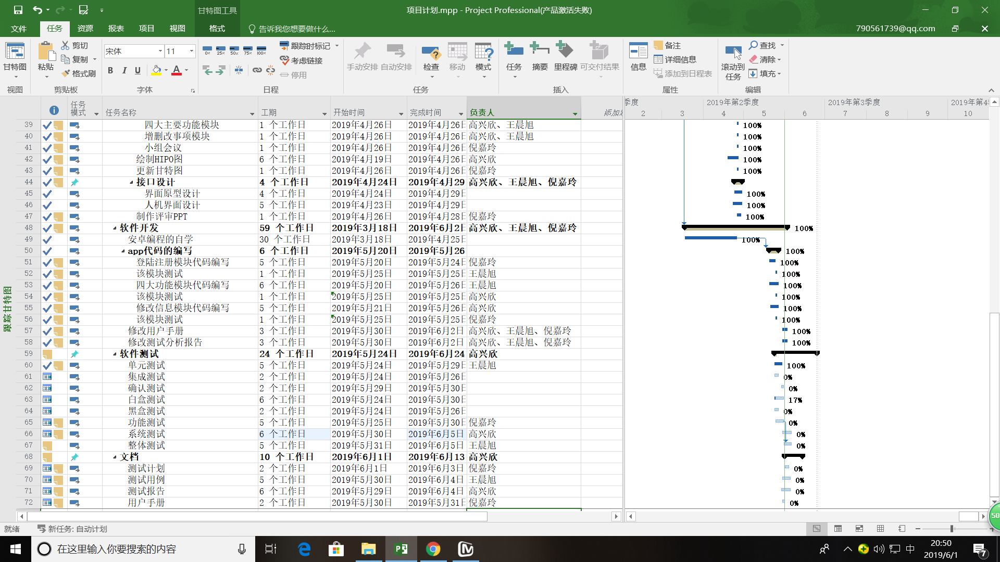 甘特图工具
项目计划.mpp - Project Professional(产品激活失败)
文件 任务 资源 报表 项目 视图 格式 告诉我您想要做什么... 790561739@qq.com
甘特图
视图
粘贴 剪切 复制 格式刷
剪贴板
宋体 11
B I U A
字体
0% 25% 50% 75% 100%
跟踪时标记
考虑链接
停用
日程
手动安排 自动安排 检查 移动 模式
任务
任务 摘要 里程碑 可交付结果
插入
信息 备注 详细信息 添加到日程表
属性
滚动到任务 查找 清除 填充
编辑
任务模式 任务名称 工期 开始时间 完成时间 负责人
季度 2019年第2季度 2019年第3季度
2 3 4 5 6 7 8 9 10
39 四大主要功能模块 1 个工作日 2019年4月26日 2019年4月26日 高兴欣、王晨旭 100%
40 增删改事项模块 1 个工作日 2019年4月26日 2019年4月26日 高兴欣、王晨旭 100%
41 小组会议 1 个工作日 2019年4月26日 2019年4月26日 倪嘉玲 100%
42 绘制HIPO图 6 个工作日 2019年4月19日 2019年4月26日 高兴欣 100%
43 更新甘特图 1 个工作日 2019年4月26日 2019年4月26日 倪嘉玲 100%
44 接口设计 4 个工作日 2019年4月24日 2019年4月29 高兴欣、王晨旭、倪嘉玲
45 界面原型设计 4 个工作日 2019年4月24日 2019年4月29日 100%
46 人机界面设计 5 个工作日 2019年4月23日 2019年4月29日 100%
47 制作评审PPT 1 个工作日 2019年4月26日 2019年4月28日 倪嘉玲 100%
48 软件开发 59 个工作日 2019年3月18日 2019年6月2日 高兴欣、王晨旭、倪嘉玲 100%
49 安卓编程的自学 30 个工作日 2019年3月18日 2019年4月25日 100%
50 app代码的编写 6 个工作日 2019年5月20日 2019年5月26 100%
51 登陆注册模块代码编写 5 个工作日 2019年5月20日 2019年5月24日 倪嘉玲 100%
52 该模块测试 1 个工作日 2019年5月25日 2019年5月25日 王晨旭 100%
53 四大功能模块代码编写 6 个工作日 2019年5月20日 2019年5月26日 王晨旭 100%
54 该模块测试 1 个工作日 2019年5月25日 2019年5月25日 高兴欣 100%
55 修改信息模块代码编写 5 个工作日 2019年5月21日 2019年5月26日 高兴欣 100%
56 该模块测试 1 个工作日 2019年5月25日 2019年5月25日 倪嘉玲 100%
57 修改用户手册 3 个工作日 2019年5月30日 2019年6月2日 高兴欣、王晨旭、倪嘉玲 100%
58 修改测试分析报告 3 个工作日 2019年5月30日 2019年6月2日 高兴欣、王晨旭、倪嘉玲 100%
59 软件测试 24 个工作日 2019年5月24日 2019年6月24 高兴欣
60 单元测试 5 个工作日 2019年5月24日 2019年5月29日 王晨旭 100%
61 集成测试 2 个工作日 2019年5月24日 2019年5月26日 0%
62 确认测试 2 个工作日 2019年5月29日 2019年5月30日 0%
63 白盒测试 6 个工作日 2019年5月24日 2019年5月30日 17%
64 黑盒测试 2 个工作日 2019年5月24日 2019年5月26日 0%
65 功能测试 5 个工作日 2019年5月25日 2019年5月30日 倪嘉玲 0%
66 系统测试 6 个工作日 2019年5月30日 2019年6月5日 高兴欣 0%
67 整体测试 5 个工作日 2019年5月31日 2019年6月5日 王晨旭 0%
68 文档 10 个工作日 2019年6月1日 2019年6月13 高兴欣
69 测试计划 2 个工作日 2019年6月1日 2019年6月3日 倪嘉玲 0%
70 测试用例 5 个工作日 2019年5月30日 2019年6月4日 王晨旭 0%
71 测试报告 6 个工作日 2019年5月29日 2019年6月4日 高兴欣 0%
72 用户手册 2 个工作日 2019年5月30日 2019年5月31日 倪嘉玲 0%
跟踪甘特图
50
就绪 新任务: 自动计划
在这里输入你要搜索的内容
中
20:50
2019/6/1
7